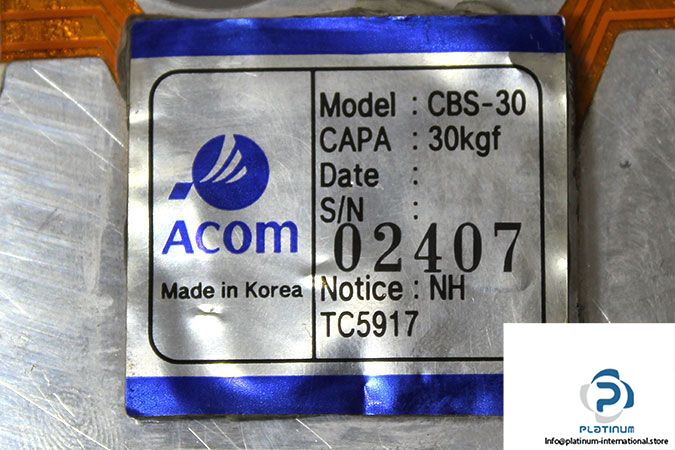 Acom
Made in Korea
Model : CBS-30
CAPA : 30kgf
Date :
S/N :
02407
Notice : NH
TC5917
PLATINUM
Info@platinum-international.store